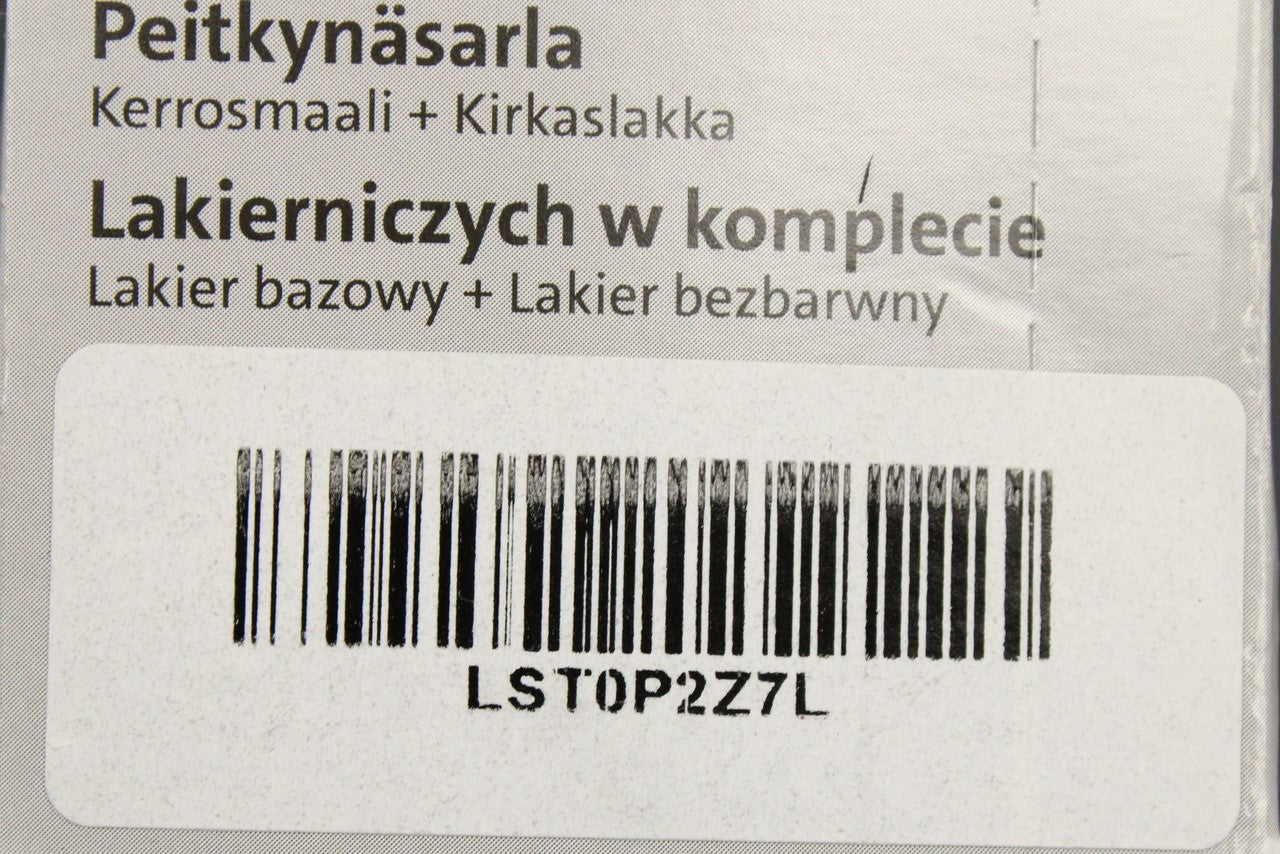 Peitkynäsarla
Kerrosmaali + Kirkaslakka
Lakierniczych w komplecie
Lakier bazowy + Lakier bezbarwny
LST0P2Z7L